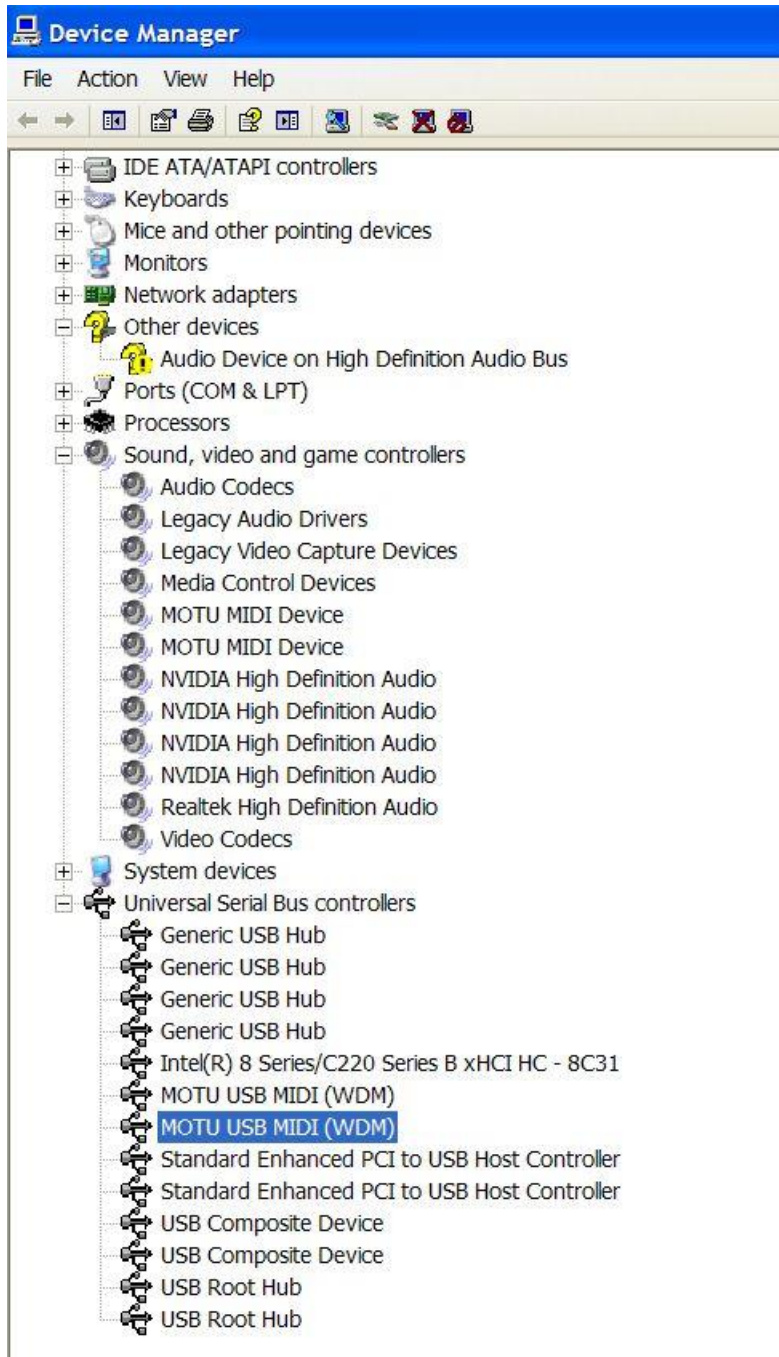 Device Manager
File Action View Help
IDE ATA/ATAPI controllers
Keyboards
Mice and other pointing devices
Monitors
Network adapters
Other devices
Audio Device on High Definition Audio Bus
Ports (COM & LPT)
Processors
Sound, video and game controllers
Audio Codecs
Legacy Audio Drivers
Legacy Video Capture Devices
Media Control Devices
MOTU MIDI Device
MOTU MIDI Device
NVIDIA High Definition Audio
NVIDIA High Definition Audio
NVIDIA High Definition Audio
NVIDIA High Definition Audio
Realtek High Definition Audio
Video Codecs
System devices
Universal Serial Bus controllers
Generic USB Hub
Generic USB Hub
Generic USB Hub
Generic USB Hub
Intel(R) 8 Series/C220 Series B xHCI HC - 8C31
MOTU USB MIDI (WDM)
MOTU USB MIDI (WDM)
Standard Enhanced PCI to USB Host Controller
Standard Enhanced PCI to USB Host Controller
USB Composite Device
USB Composite Device
USB Root Hub
USB Root Hub